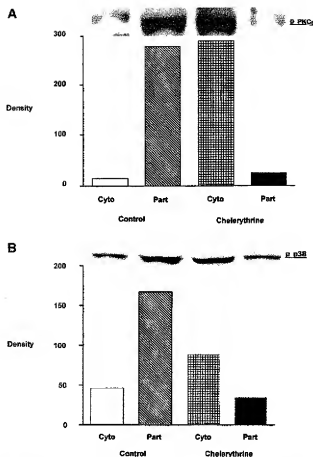 A
p PKCε
300
200
Density
100
0
Cyto Part Cyto Part
Control Chelerythrine
B
p p38
200
150
Density
100
50
0
Cyto Part Cyto Part
Control Chelerythrine